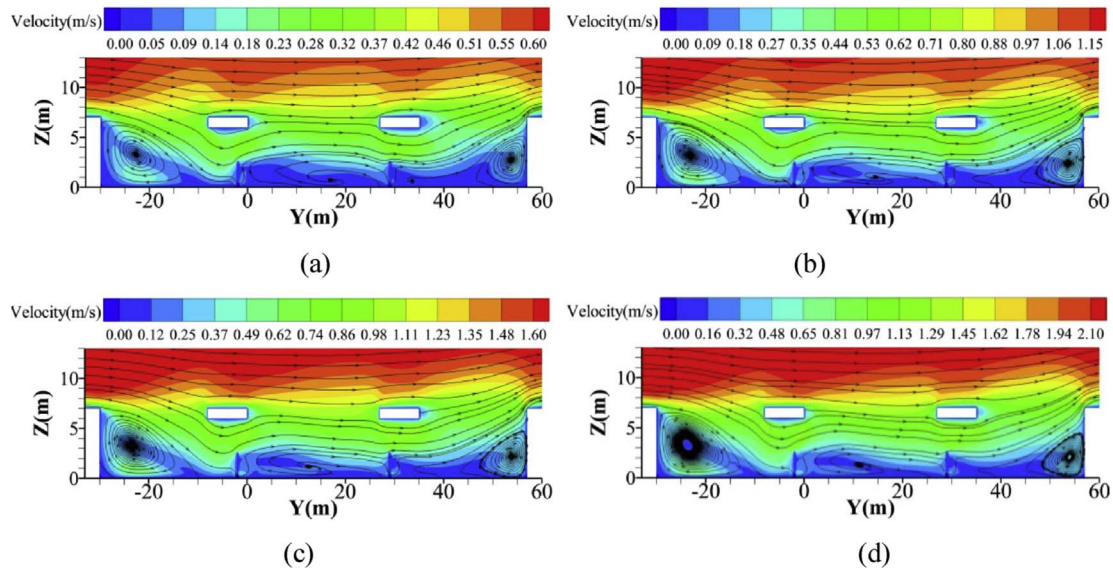 Velocity(m/s)
0.00 0.05 0.09 0.14 0.18 0.23 0.28 0.32 0.37 0.42 0.46 0.51 0.55 0.60
Z(m)
10
5
0
-20 0 20 40 60
Y(m)
(a)
Velocity(m/s)
0.00 0.09 0.18 0.27 0.35 0.44 0.53 0.62 0.71 0.80 0.88 0.97 1.06 1.15
Z(m)
10
5
0
-20 0 20 40 60
Y(m)
(b)
Velocity(m/s)
0.00 0.12 0.25 0.37 0.49 0.62 0.74 0.86 0.98 1.11 1.23 1.35 1.48 1.60
Z(m)
10
5
0
-20 0 20 40 60
Y(m)
(c)
Velocity(m/s)
0.00 0.16 0.32 0.48 0.65 0.81 0.97 1.13 1.29 1.45 1.62 1.78 1.94 2.10
Z(m)
10
5
0
-20 0 20 40 60
Y(m)
(d)